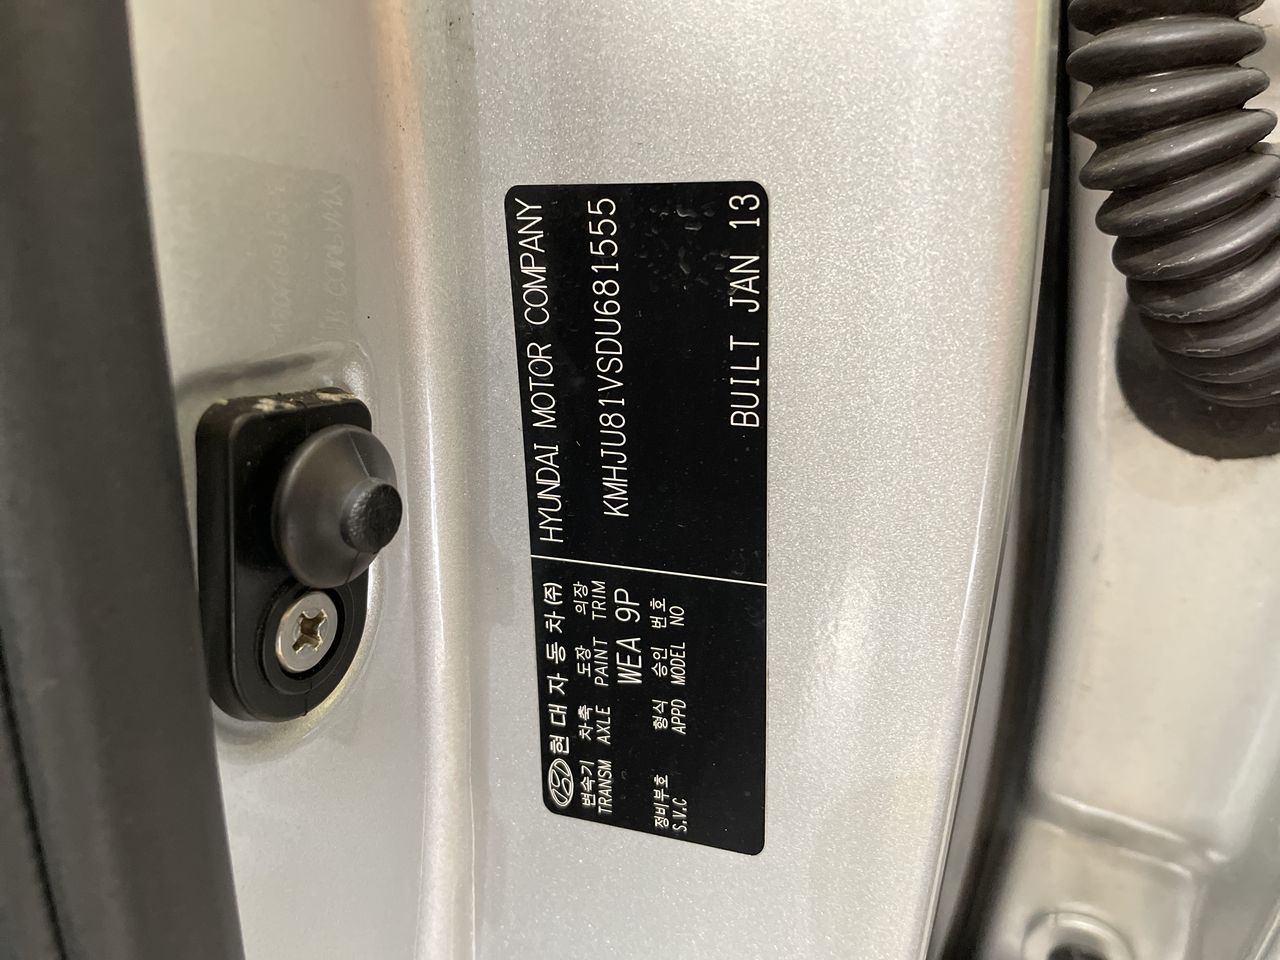 현대자동차(주)
변속기 차축 도장 의장
TRANSM AXLE PAINT TRIM
WEA 9P
정비부호 형식 승인 번호
S.V.C APPD MODEL NO
HYUNDAI MOTOR COMPANY
KMHJU81VSDU681555
BUILT JAN 13